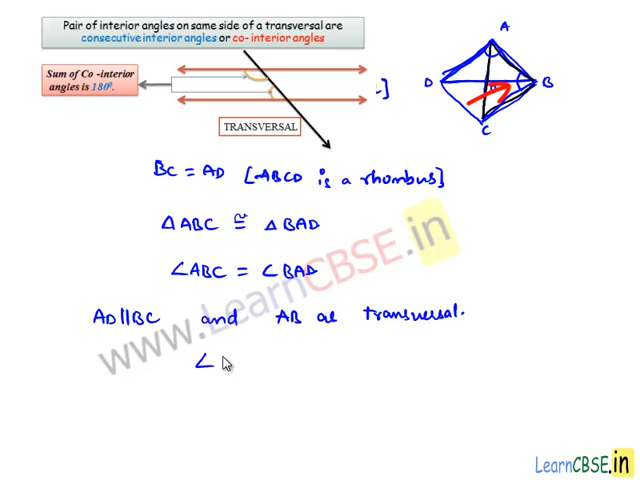 Pair of interior angles on same side of a transversal are
consecutive interior angles or co- interior angles
Sum of Co -interior
angles is 180⁰.
TRANSVERSAL
A
D
B
C
BC = AD [ABCD is a rhombus]
△ ABC ≅ △ BAD
∠ ABC = ∠ BAD
AD||BC and AB as transversal.
∠
www.LearnCBSE.in
LearnCBSE.in